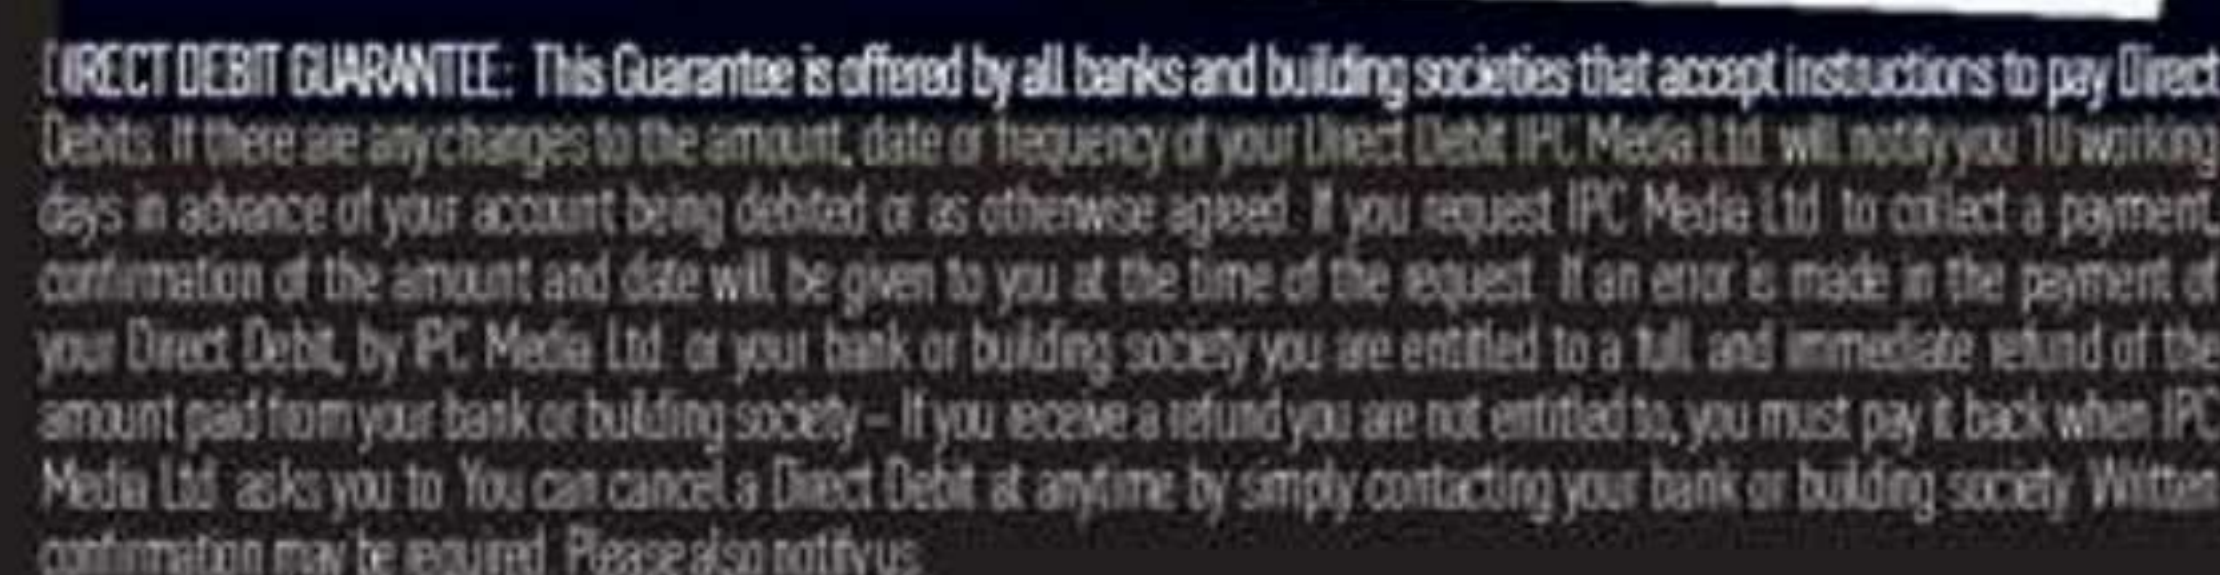 DIRECT DEBIT GUARANTEE: This Guarantee is offered by all banks and building societies that accept instructions to pay Direct
Debits. If there are any changes to the amount, date or frequency of your Direct Debit IPC Media Ltd. will notify you 10 working
days in advance of your account being debited or as otherwise agreed. If you request IPC Media Ltd. to collect a payment,
confirmation of the amount and date will be given to you at the time of the request. If an error is made in the payment of
your Direct Debit, by IPC Media Ltd. or your bank or building society you are entitled to a full and immediate refund of the
amount paid from your bank or building society – If you receive a refund you are not entitled to, you must pay it back when IPC
Media Ltd. asks you to. You can cancel a Direct Debit at anytime by simply contacting your bank or building society. Written
confirmation may be required. Please also notify us.